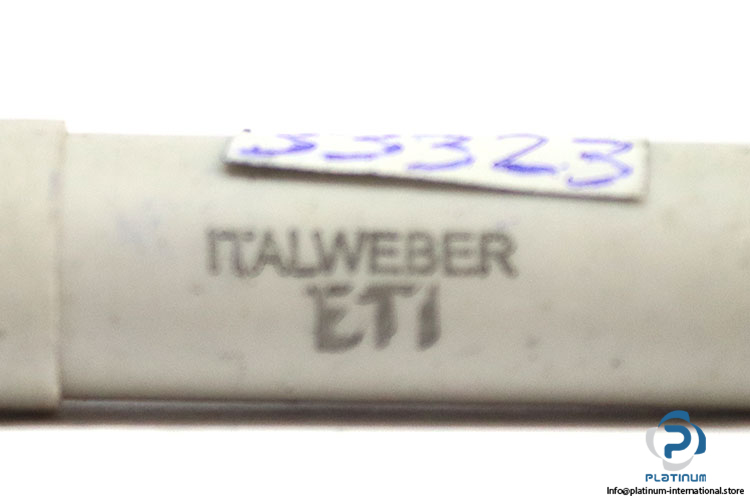 33323
ITALWEBER
ETI
PLATINUM
Info@platinum-international.store